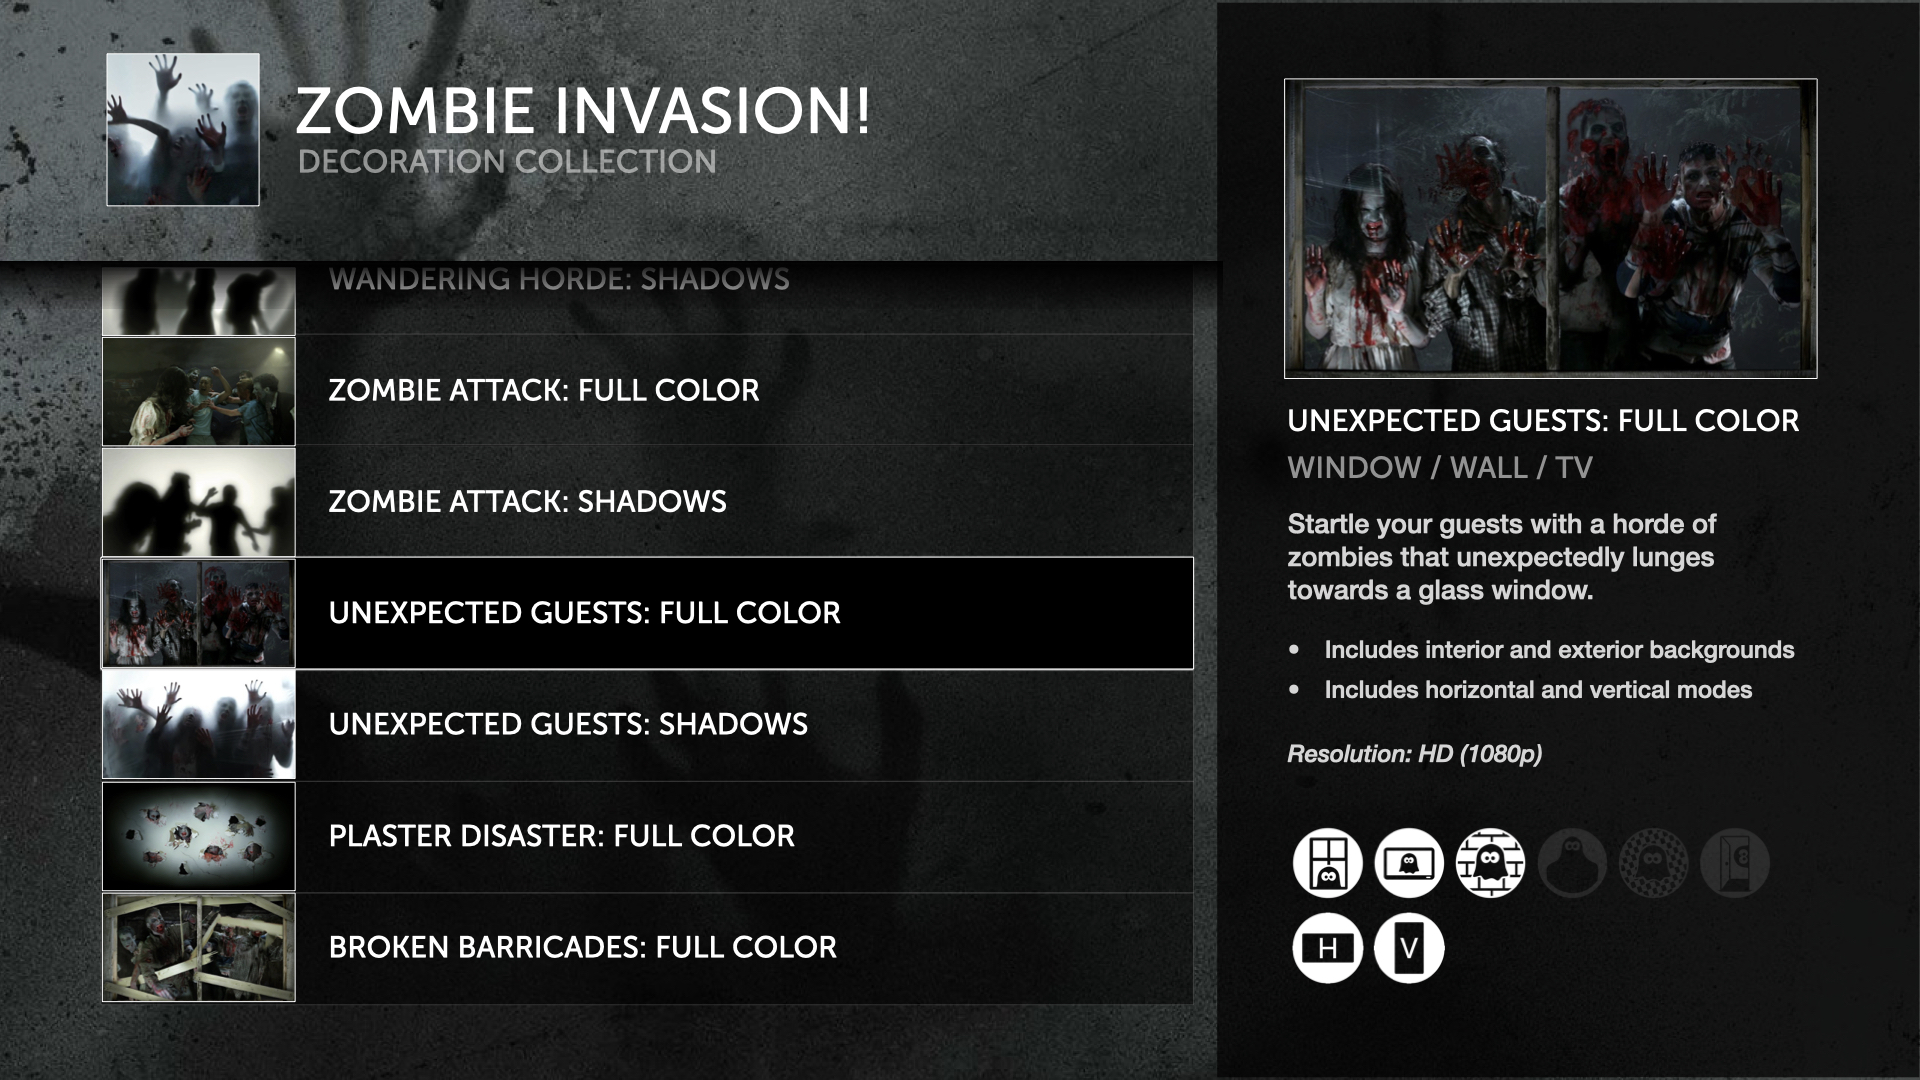 ZOMBIE INVASION!
DECORATION COLLECTION
WANDERING HORDE: SHADOWS
ZOMBIE ATTACK: FULL COLOR
ZOMBIE ATTACK: SHADOWS
UNEXPECTED GUESTS: FULL COLOR
UNEXPECTED GUESTS: SHADOWS
PLASTER DISASTER: FULL COLOR
BROKEN BARRICADES: FULL COLOR
UNEXPECTED GUESTS: FULL COLOR
WINDOW / WALL / TV
Startle your guests with a horde of
zombies that unexpectedly lunges
towards a glass window.
• Includes interior and exterior backgrounds
• Includes horizontal and vertical modes
Resolution: HD (1080p)
H V